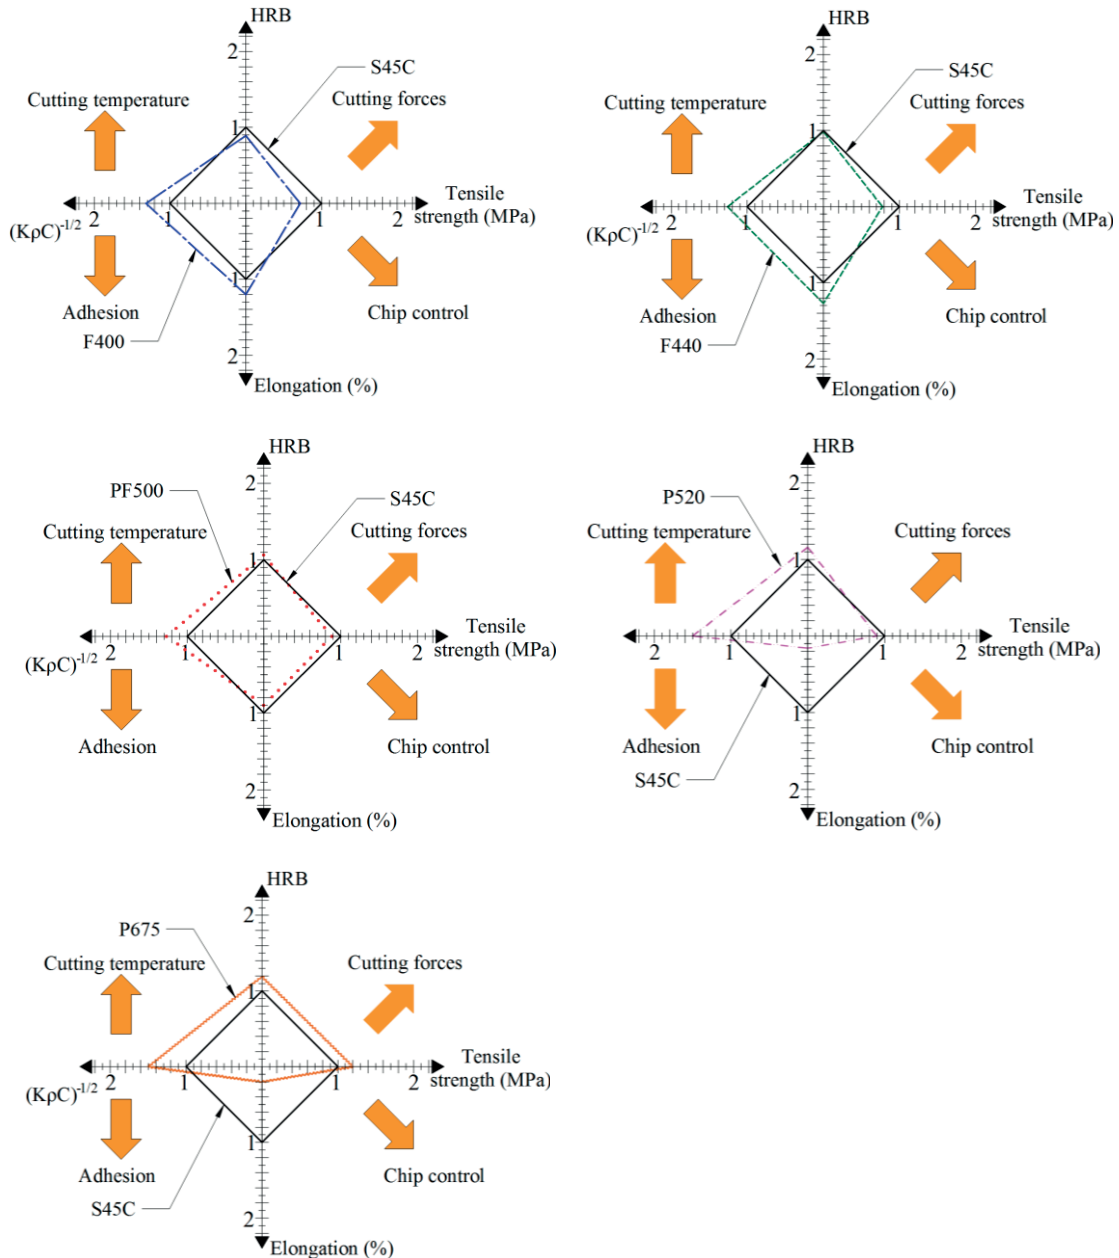 HRB
2
S45C
Cutting temperature
Cutting forces
1
Tensile
strength (MPa)
2
1
1
2
(KρC)-1/2
1
Adhesion
Chip control
F400
2
Elongation (%)
HRB
2
S45C
Cutting temperature
Cutting forces
1
Tensile
strength (MPa)
2
1
1
2
(KρC)-1/2
1
Adhesion
Chip control
F440
2
Elongation (%)
HRB
2
PF500
S45C
Cutting temperature
Cutting forces
1
Tensile
strength (MPa)
2
1
1
2
(KρC)-1/2
1
Adhesion
Chip control
2
Elongation (%)
HRB
2
P520
Cutting temperature
Cutting forces
1
Tensile
strength (MPa)
2
1
1
2
1
Adhesion
Chip control
S45C
2
Elongation (%)
HRB
2
P675
Cutting temperature
Cutting forces
1
Tensile
strength (MPa)
2
1
1
2
(KρC)-1/2
1
Adhesion
Chip control
S45C
2
Elongation (%)